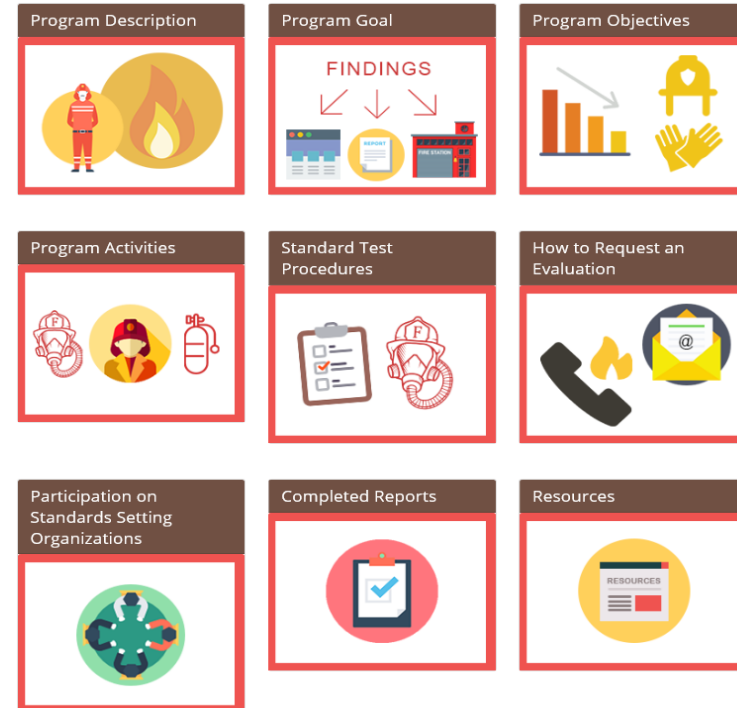 Program Description
Program Goal
Program Objectives
FINDINGS
REPORT
FIRE STATION
Program Activities
Standard Test
Procedures
How to Request an
Evaluation
F
F
@
Participation on
Standards Setting
Organizations
Completed Reports
Resources
RESOURCES